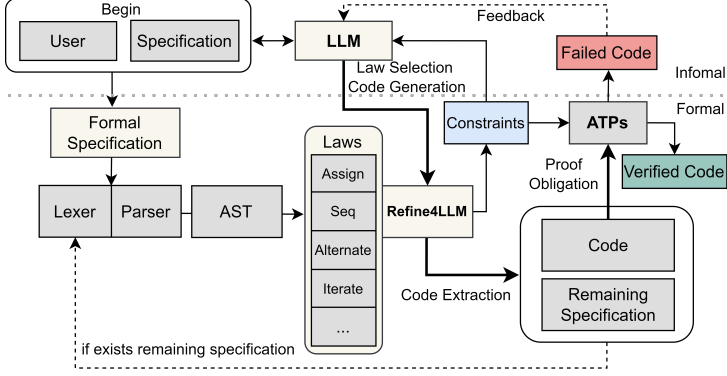 Begin
User
Specification
LLM
Feedback
Failed Code
Infomal
Law Selection
Code Generation
Formal
Formal
Specification
Constraints
ATPs
Verified Code
Proof
Obligation
Laws
Assign
Seq
Alternate
Iterate
...
Refine4LLM
Lexer
Parser
AST
Code Extraction
Code
Remaining
Specification
if exists remaining specification